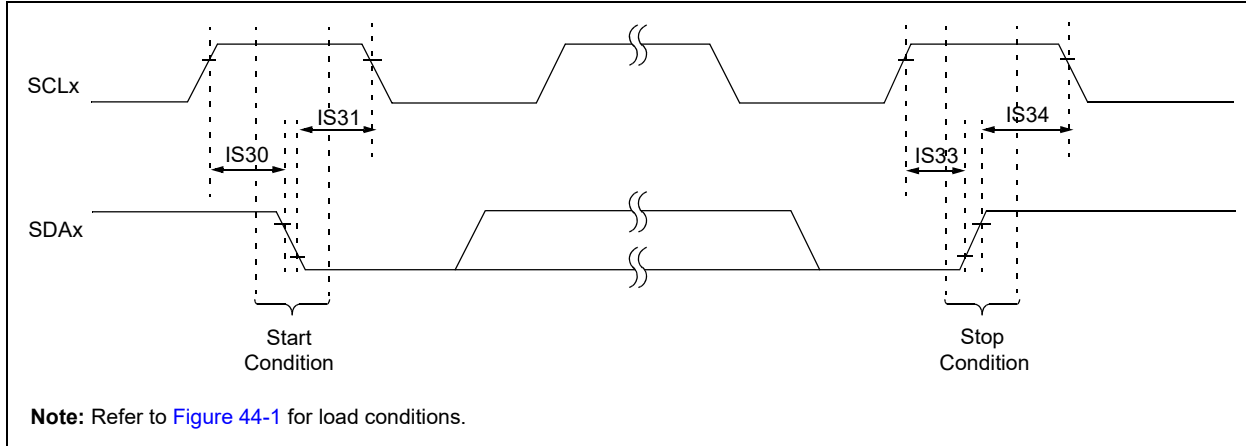 SCLx
IS31
IS34
IS30
IS33
SDAx
Start
Condition
Stop
Condition
Note: Refer to Figure 44-1 for load conditions.